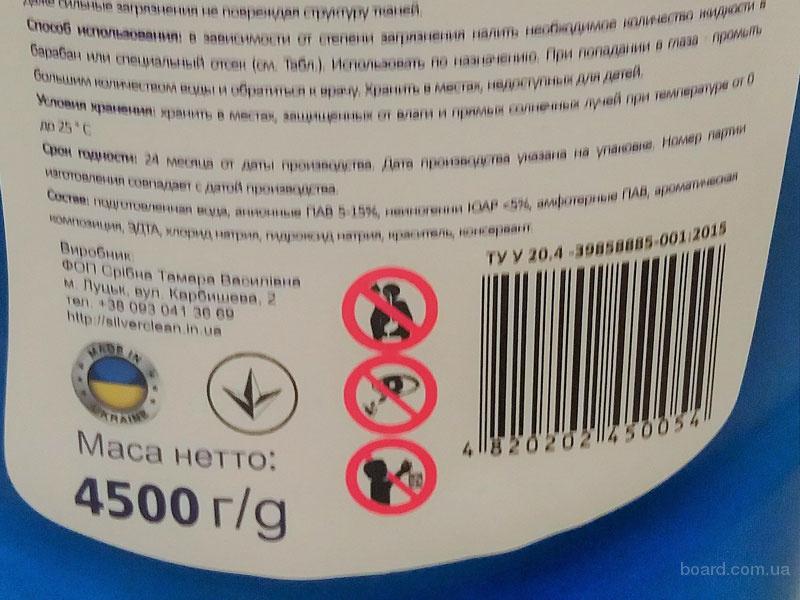 даже сильные загрязнения не повреждая структуру тканей.
Способ использования: в зависимости от степени загрязнения налить необходимое количество жидкости в
барабан или специальный отсек (см. Табл.). Использовать по назначению. При попадании в глаза - промыть
большим количеством воды и обратиться к врачу. Хранить в местах, недоступных для детей.
Условия хранения: хранить в местах, защищенных от влаги и прямых солнечных лучей при температуре от 0
до 25 ° С
Срок годности: 24 месяца от даты производства. Дата производства указана на упаковке. Номер партии
изготовления совпадает с датой производства.
Состав: подготовленная вода, анионные ПАВ 5-15%, неиногенни ЮАР <5%, амфотерные ПАВ, ароматическая
композиция, ЭДТА, хлорид натрия, гидроксид натрия, краситель, консервант.
Виробник:
ФОП Срібна Тамара Василівна
м. Луцьк, вул. Карбишева, 2
тел. +38 093 041 36 69
http://silverclean.in.ua
MADE IN
UKRAINE
Маса нетто:
4500 г/g
ТУ У 20.4 -39858885-001:2015
4 820202 450054
board.com.ua